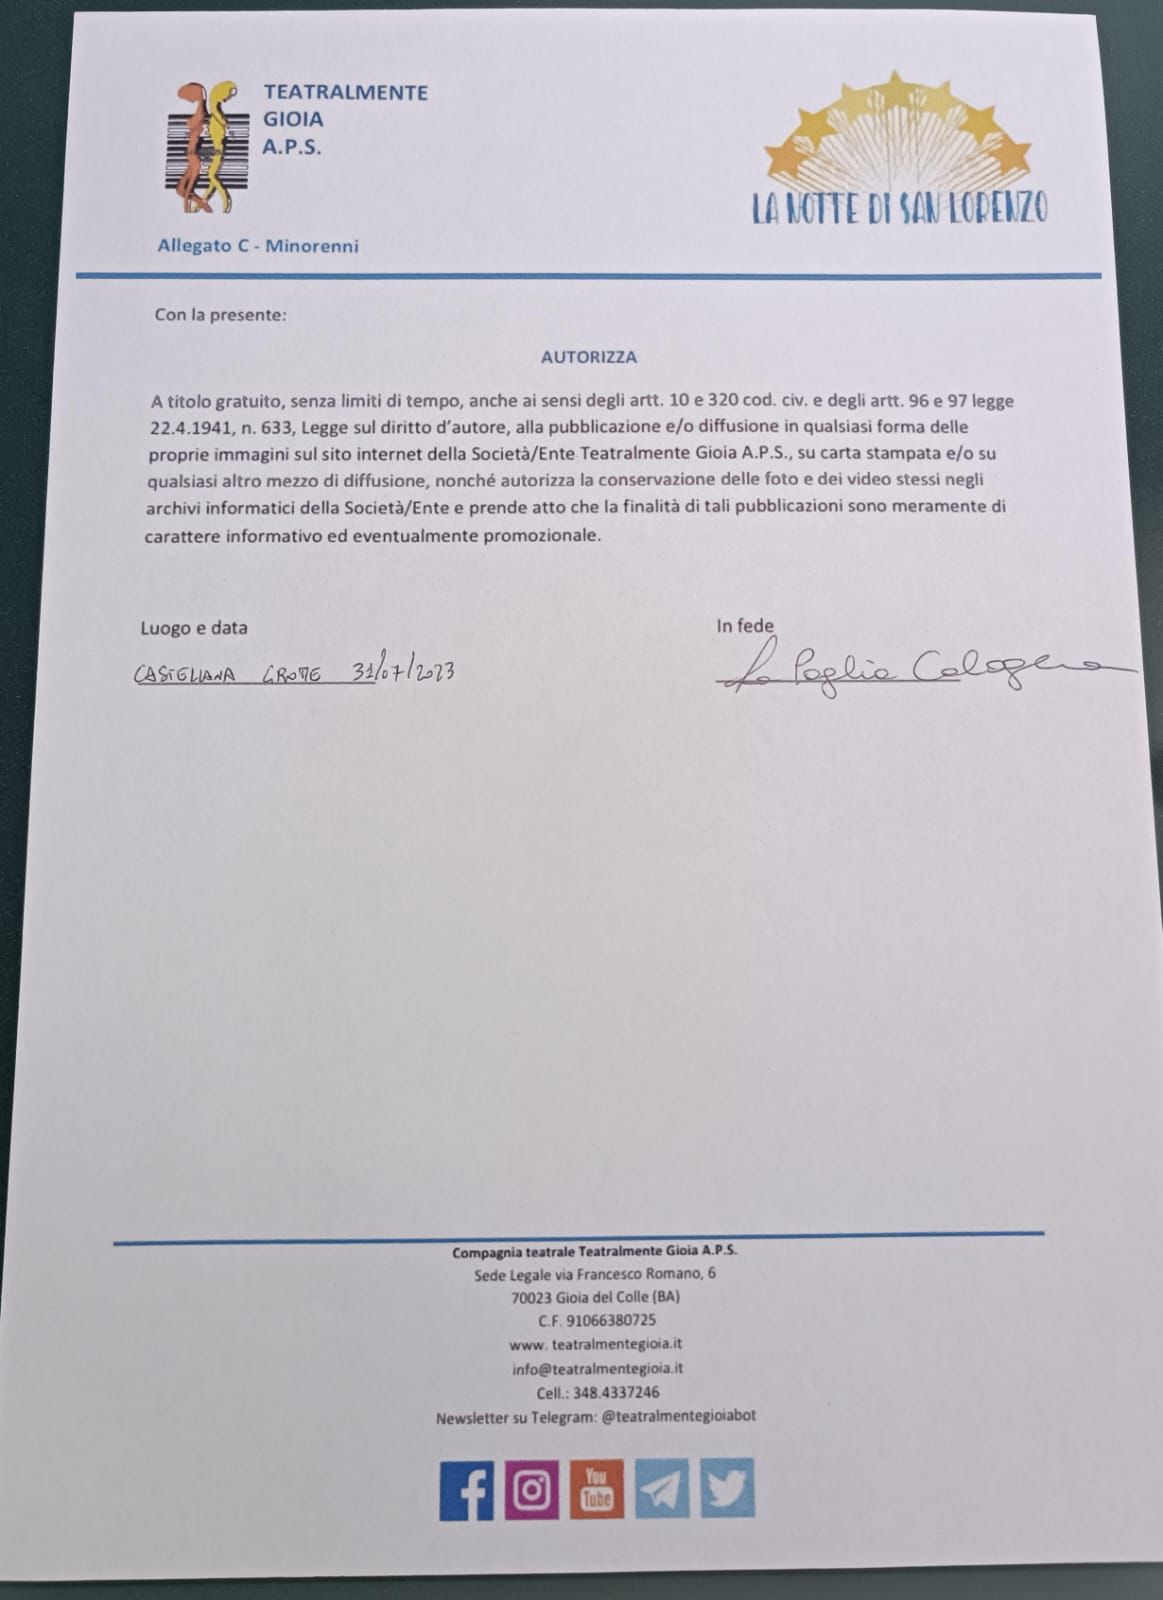 TEATRALMENTE
GIOIA
A.P.S.
LA NOTTE DI SAN LORENZO
Allegato C - Minorenni
Con la presente:
AUTORIZZA
A titolo gratuito, senza limiti di tempo, anche ai sensi degli artt. 10 e 320 cod. civ. e degli artt. 96 e 97 legge
22.4.1941, n. 633, Legge sul diritto d'autore, alla pubblicazione e/o diffusione in qualsiasi forma delle
proprie immagini sul sito internet della Società/Ente Teatralmente Gioia A.P.S., su carta stampata e/o su
qualsiasi altro mezzo di diffusione, nonché autorizza la conservazione delle foto e dei video stessi negli
archivi informatici della Società/Ente e prende atto che la finalità di tali pubblicazioni sono meramente di
carattere informativo ed eventualmente promozionale.
Luogo e data
In fede
CASTELLANA GROTTE 31/07/2023
La Paglia Calogera
Compagnia teatrale Teatralmente Gioia A.P.S.
Sede Legale via Francesco Romano, 6
70023 Gioia del Colle (BA)
C.F. 91066380725
www. teatralmentegioia.it
info@teatralmentegioia.it
Cell.: 348.4337246
Newsletter su Telegram: @teatralmentegioiabot
You
Tube